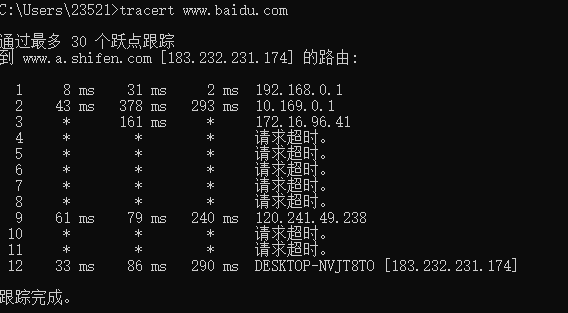 C:\Users\23521>tracert www.baidu.com
通过最多 30 个跃点跟踪
到 www.a.shifen.com [183.232.231.174] 的路由:
1 8 ms 31 ms 2 ms 192.168.0.1
2 43 ms 378 ms 293 ms 10.169.0.1
3 * 161 ms * 172.16.96.41
4 * * * 请求超时。
5 * * * 请求超时。
6 * * * 请求超时。
7 * * * 请求超时。
8 * * * 请求超时。
9 61 ms 79 ms 240 ms 120.241.49.238
10 * * * 请求超时。
11 * * * 请求超时。
12 33 ms 86 ms 290 ms DESKTOP-NVJT8TO [183.232.231.174]
跟踪完成。